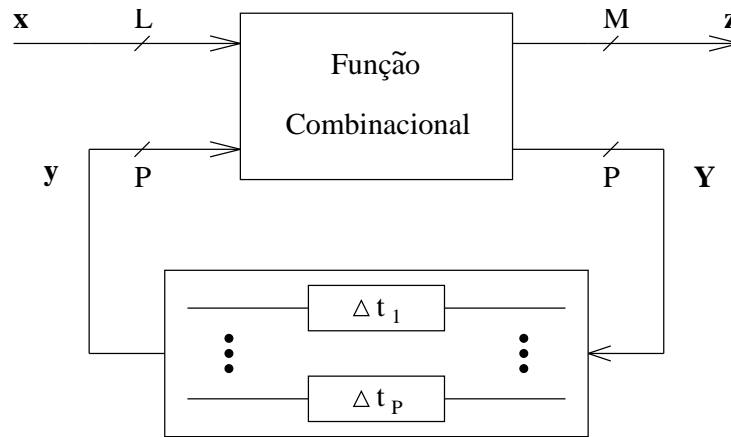 x
L
M
z
Função
Combinacional
y
P
P
Y
△ t 1
△ t P